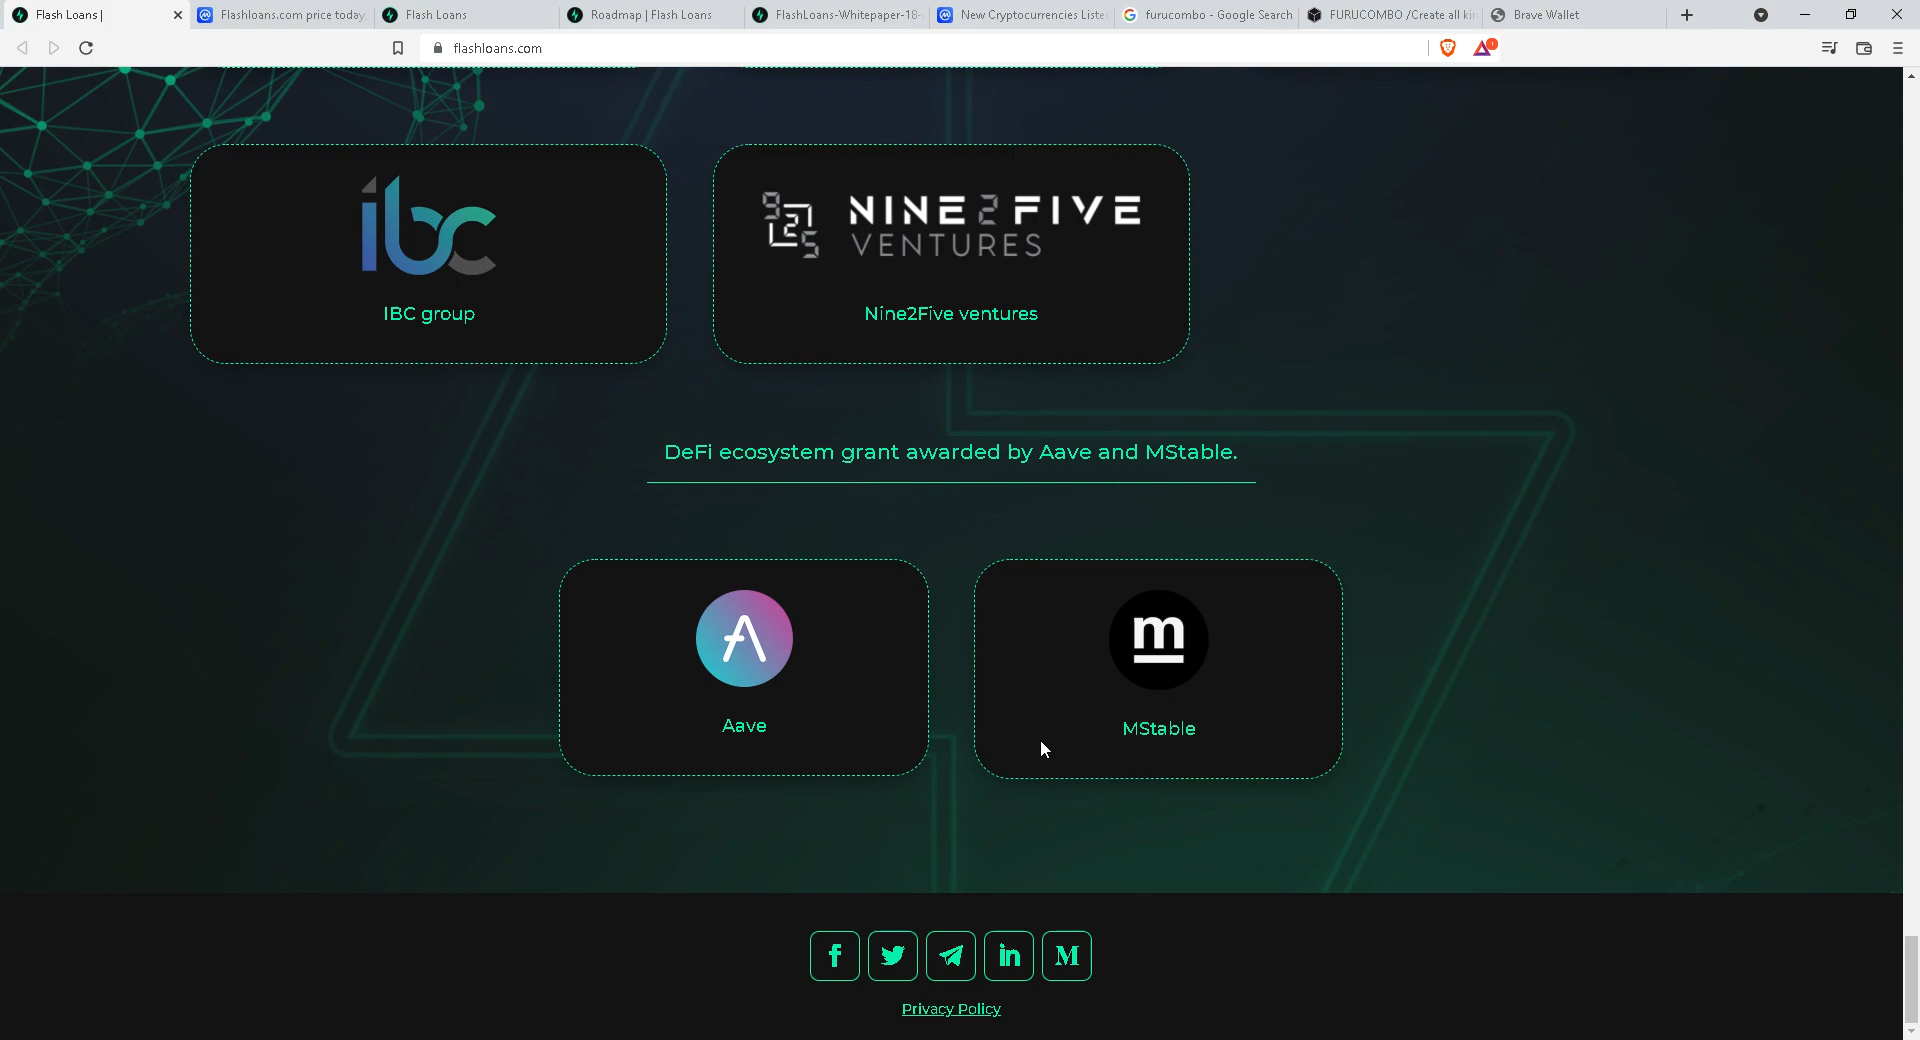 Flash Loans |
Flashloans.com price today,
Flash Loans
Roadmap | Flash Loans
FlashLoans-Whitepaper-18-
New Cryptocurrencies Liste
furucombo - Google Search
FURUCOMBO /Create all kin
Brave Wallet
flashloans.com
ibc
IBC group
925
NINE2FIVE
VENTURES
Nine2Five ventures
DeFi ecosystem grant awarded by Aave and MStable.
Aave
m
MStable
f
in
M
Privacy Policy